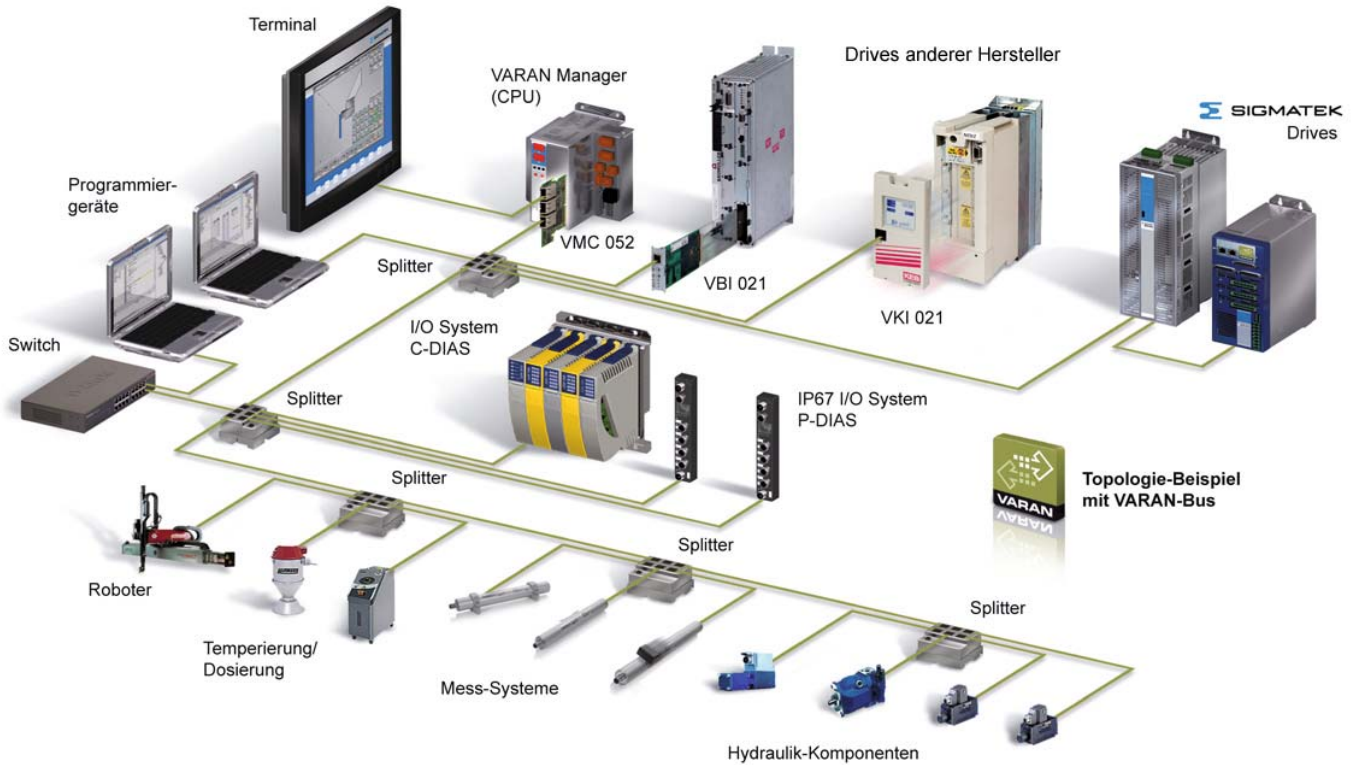 Terminal
VARAN Manager
(CPU)
Drives anderer Hersteller
SIGMATEK
Drives
Programmier-
geräte
VMC 052
Splitter
VBI 021
VKI 021
I/O System
C-DIAS
Switch
Splitter
IP67 I/O System
P-DIAS
Splitter
VARAN
Topologie-Beispiel
mit VARAN-Bus
Splitter
Roboter
Splitter
Temperierung/
Dosierung
Mess-Systeme
Hydraulik-Komponenten